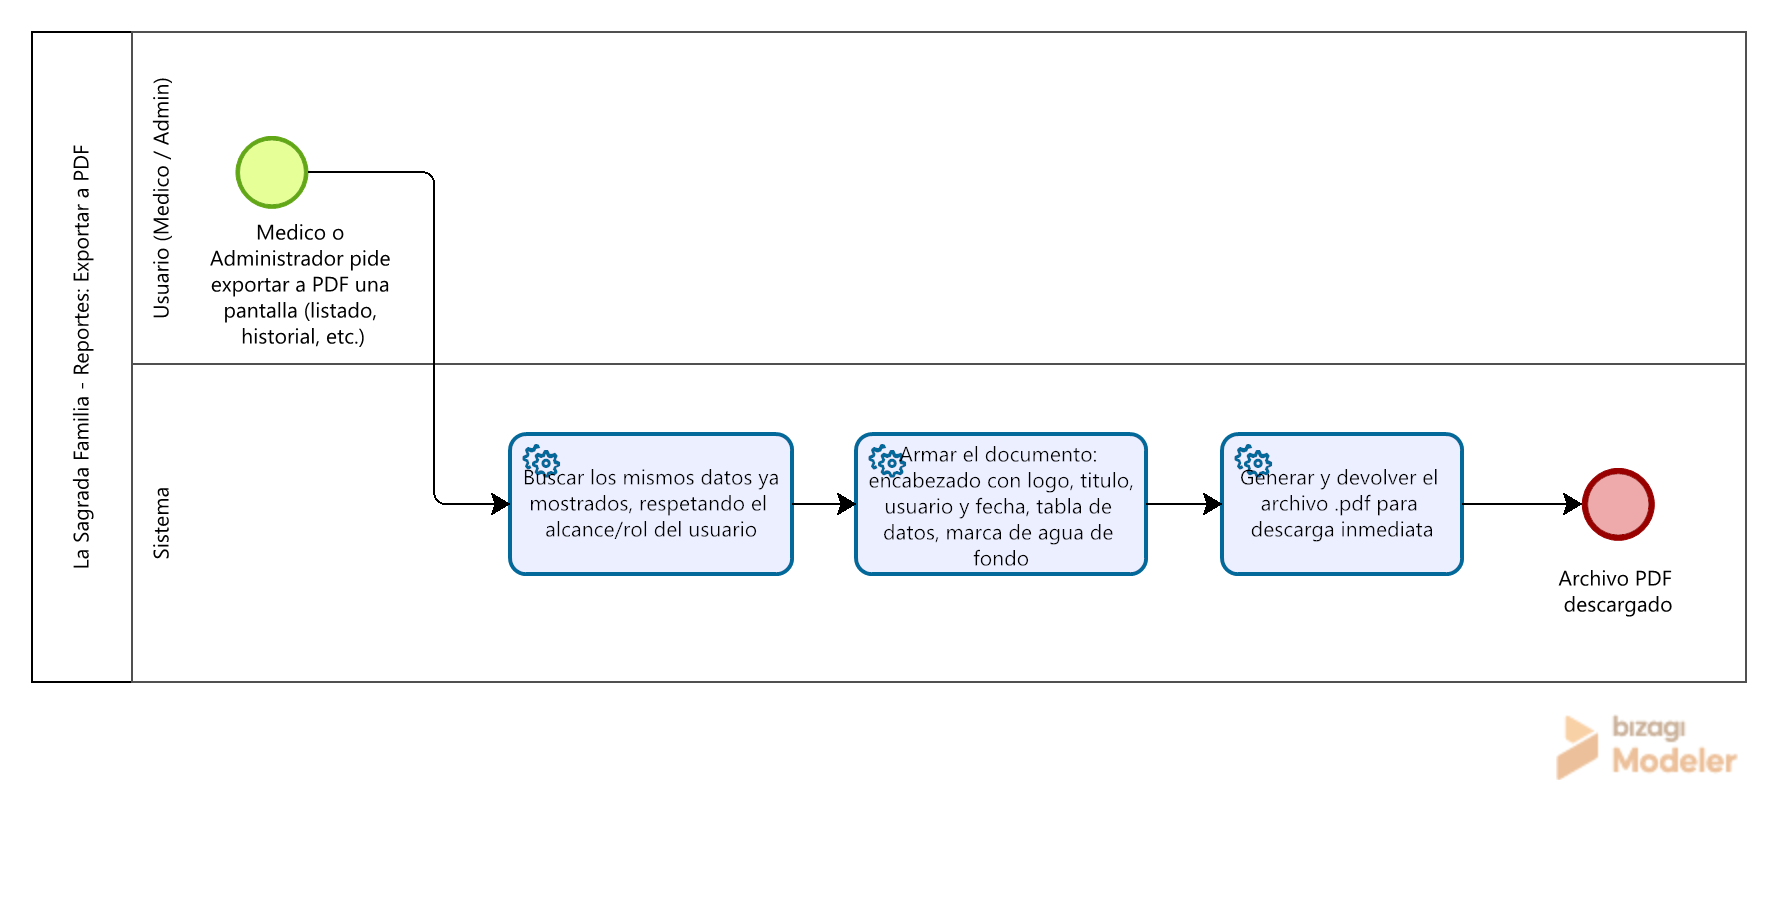 La Sagrada Familia - Reportes: Exportar a PDF
Usuario (Medico / Admin)
Medico o
Administrador pide
exportar a PDF una
pantalla (listado,
historial, etc.)
Sistema
Buscar los mismos datos ya
mostrados, respetando el
alcance/rol del usuario
Armar el documento:
encabezado con logo, titulo,
usuario y fecha, tabla de
datos, marca de agua de
fondo
Generar y devolver el
archivo .pdf para
descarga inmediata
Archivo PDF
descargado
bizagi
Modeler